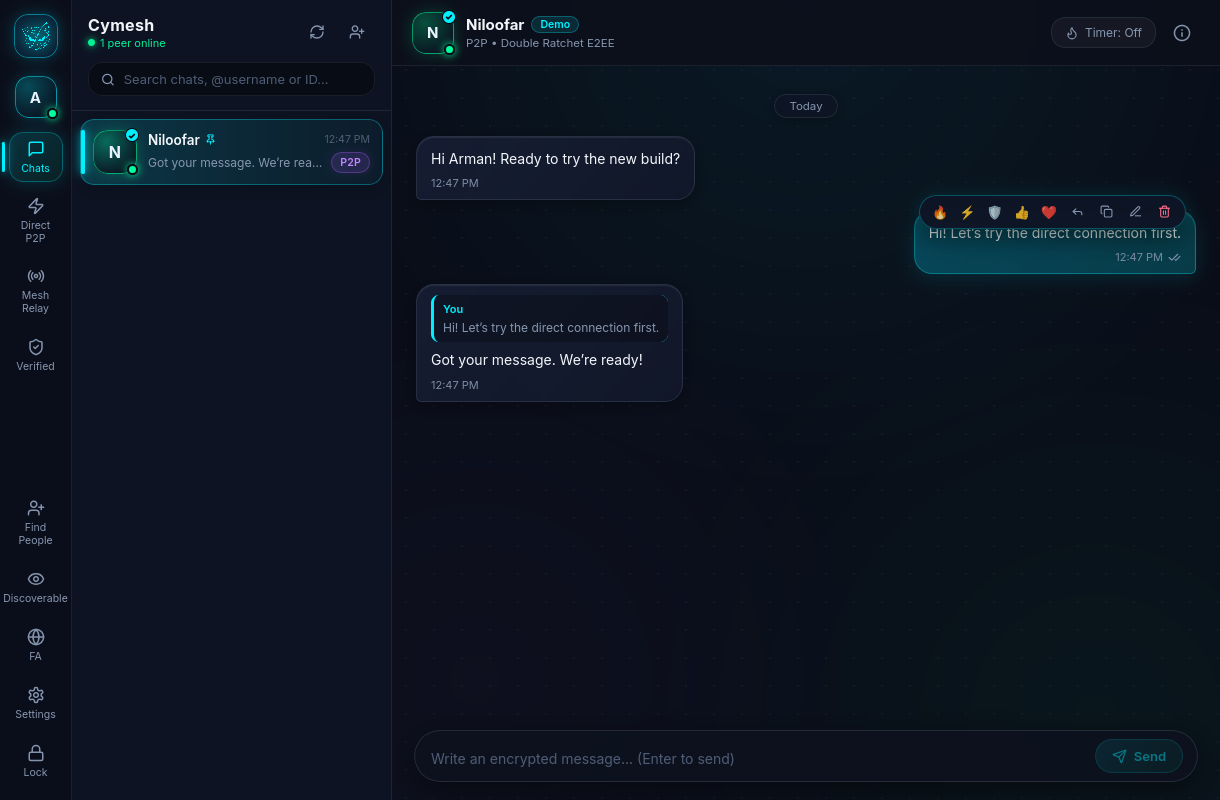 Cymesh
1 peer online
Search chats, @username or ID...
A
Chats
Direct
P2P
Mesh
Relay
Verified
Find
People
Discoverable
FA
Settings
Lock
N
Niloofar
12:47 PM
Got your message. We’re rea...
P2P
N
Niloofar
Demo
P2P • Double Ratchet E2EE
Timer: Off
Today
Hi Arman! Ready to try the new build?
12:47 PM
Hi! Let’s try the direct connection first.
12:47 PM
You
Hi! Let’s try the direct connection first.
Got your message. We’re ready!
12:47 PM
Write an encrypted message... (Enter to send)
Send